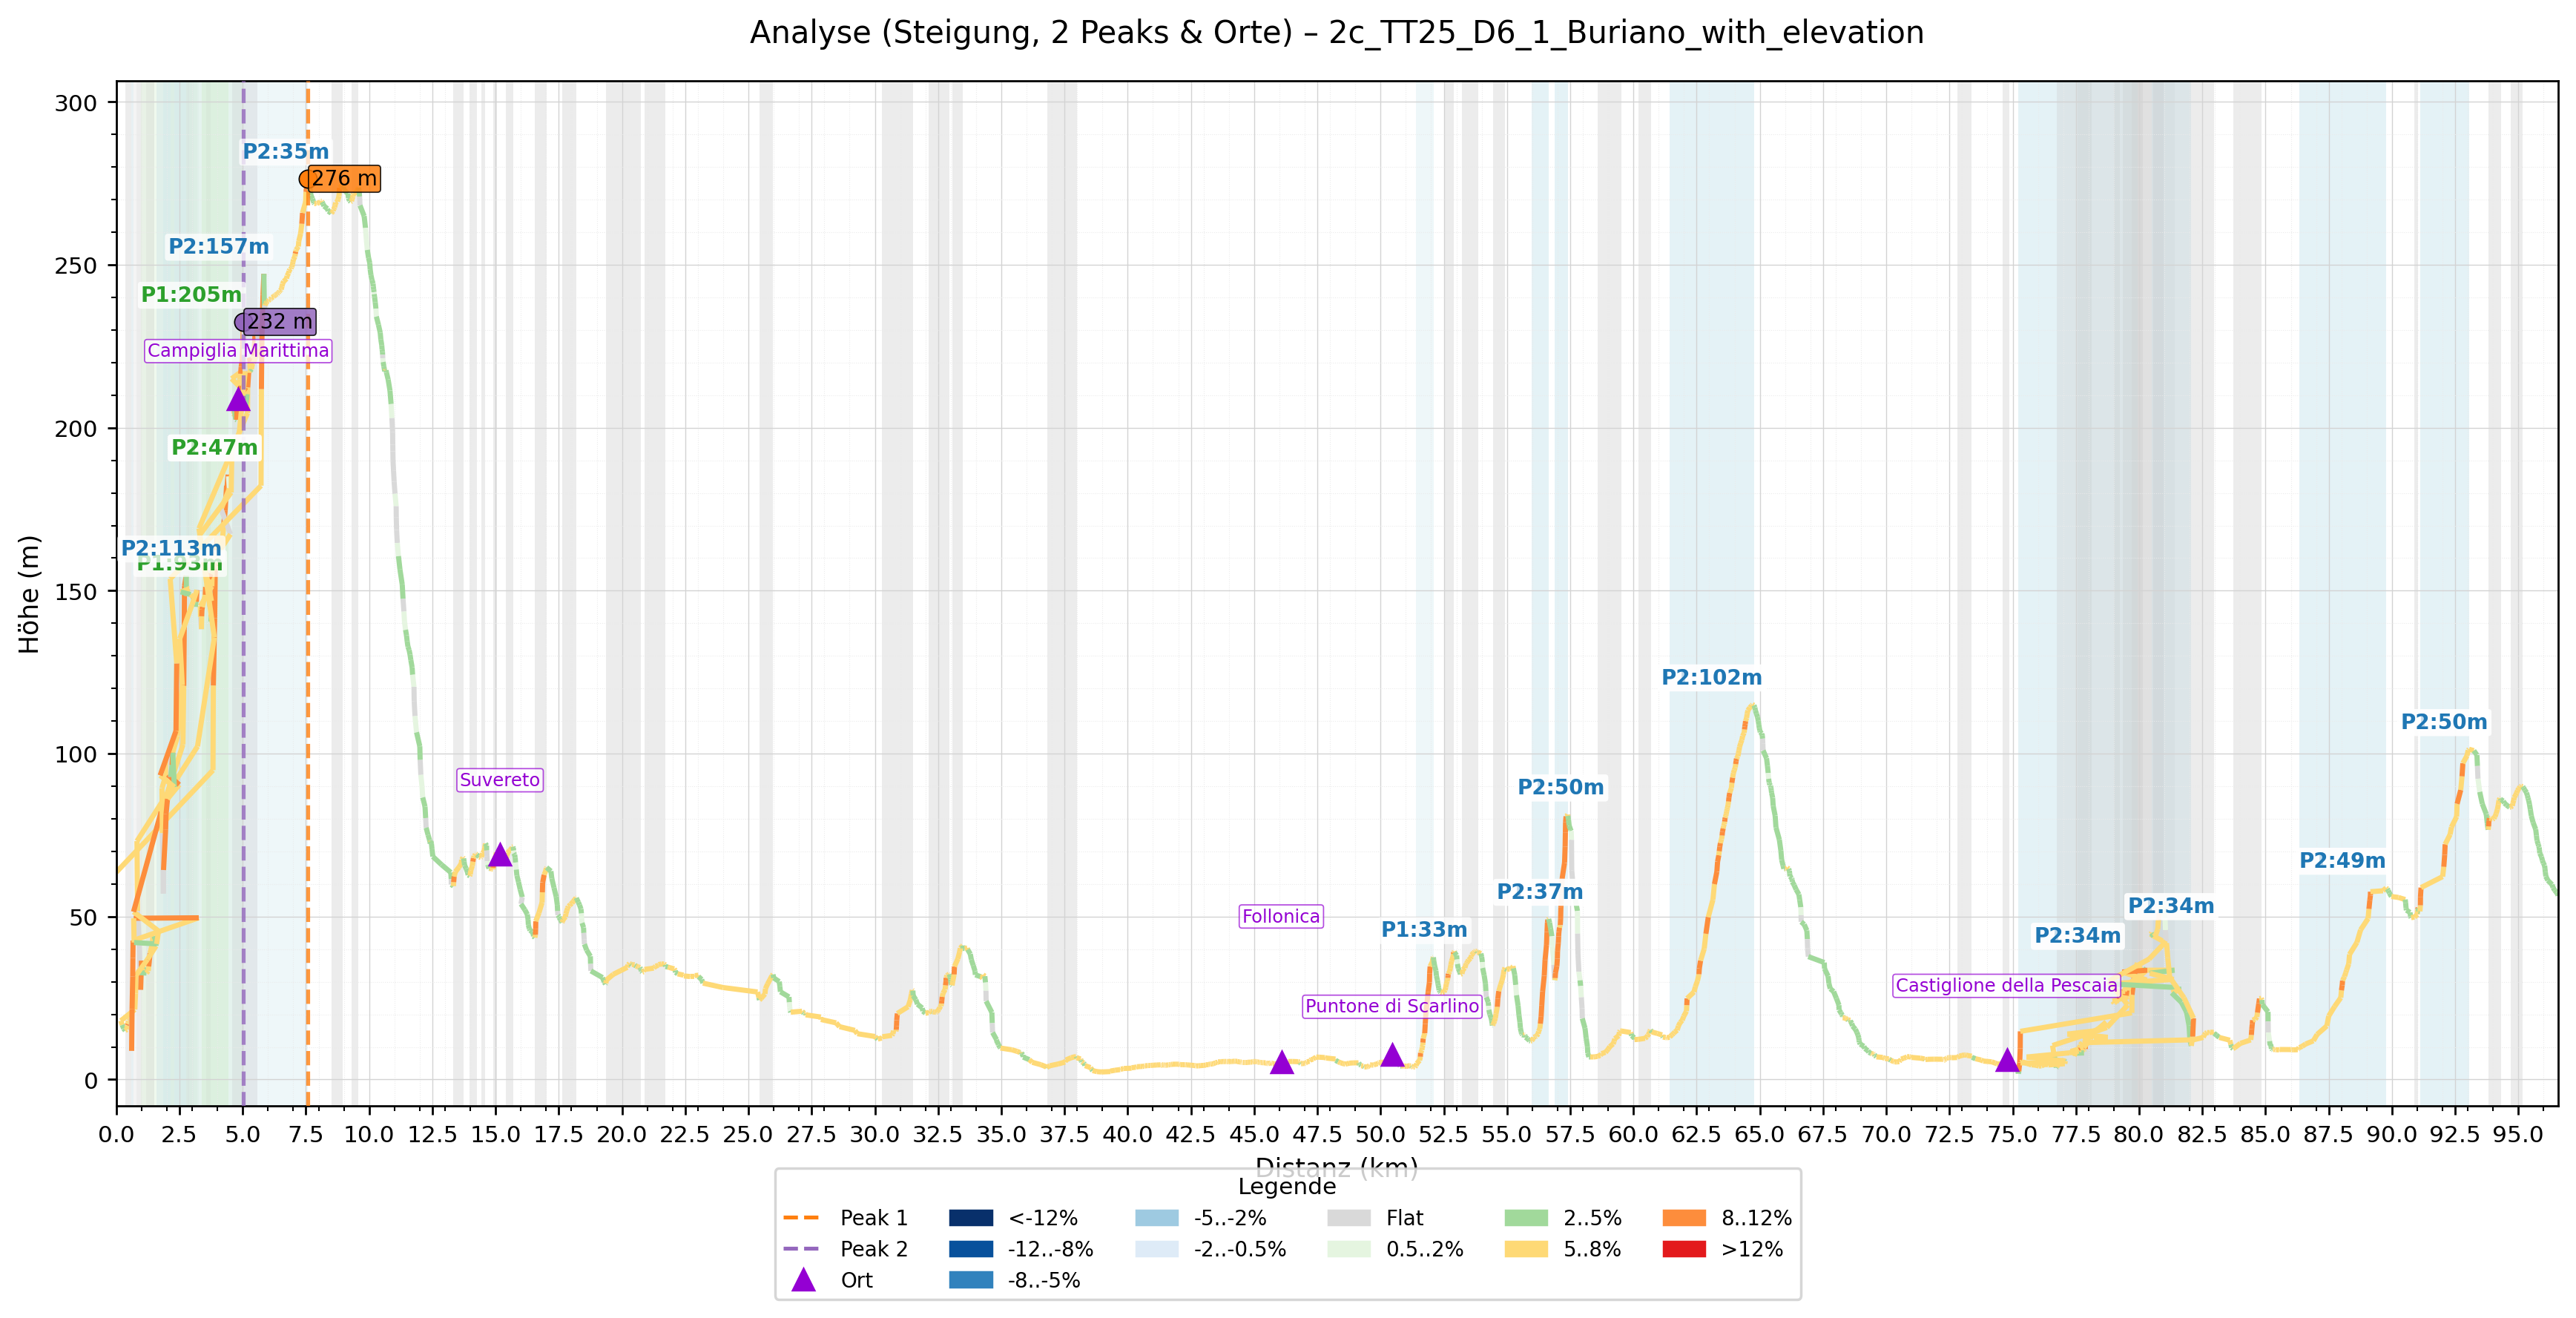 Analyse (Steigung, 2 Peaks & Orte) – 2c_TT25_D6_1_Buriano_with_elevation
Höhe (m)
300
250
200
150
100
50
0
P2:35m
276 m
P2:157m
P1:205m
232 m
Campiglia Marittima
P2:47m
P2:113m
P1:93m
Suvereto
Follonica
Puntone di Scarlino
P1:33m
P2:37m
P2:50m
P2:102m
Castiglione della Pescaia
P2:34m
P2:34m
P2:49m
P2:50m
0.0 2.5 5.0 7.5 10.0 12.5 15.0 17.5 20.0 22.5 25.0 27.5 30.0 32.5 35.0 37.5 40.0 42.5 45.0 47.5 50.0 52.5 55.0 57.5 60.0 62.5 65.0 67.5 70.0 72.5 75.0 77.5 80.0 82.5 85.0 87.5 90.0 92.5 95.0
Distanz (km)
Legende
Peak 1 <-12% -5..-2% Flat 2..5% 8..12%
Peak 2 -12..-8% -2..-0.5% 0.5..2% 5..8% >12%
Ort -8..-5%